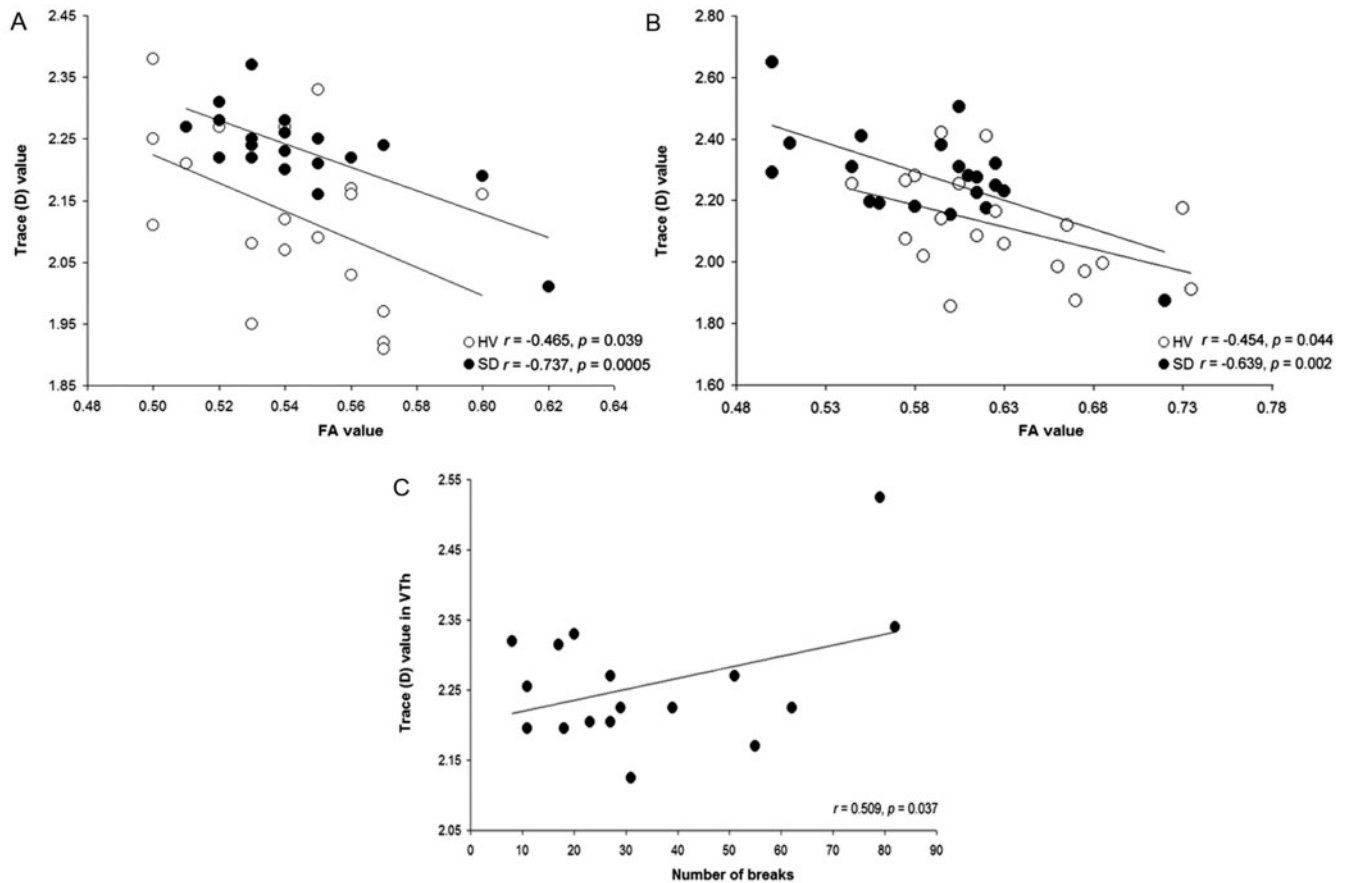 A
2.45
2.35
2.25
2.15
2.05
1.95
1.85
Trace (D) value
0.48 0.50 0.52 0.54 0.56 0.58 0.60 0.62 0.64
FA value
HV r = -0.465, p = 0.039
SD r = -0.737, p = 0.0005
B
2.80
2.60
2.40
2.20
2.00
1.80
1.60
Trace (D) value
0.48 0.53 0.58 0.63 0.68 0.73 0.78
FA value
HV r = -0.454, p = 0.044
SD r = -0.639, p = 0.002
C
2.55
2.45
2.35
2.25
2.15
2.05
Trace (D) value in VTh
0 10 20 30 40 50 60 70 80 90
Number of breaks
r = 0.509, p = 0.037